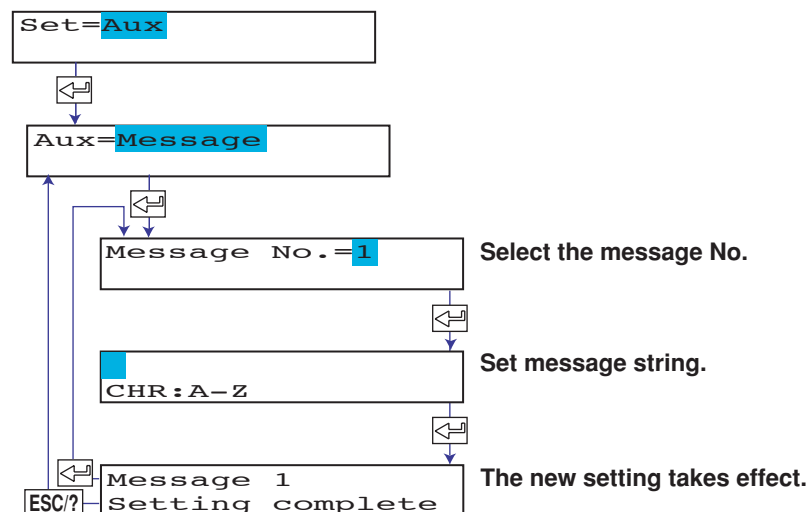 Set=Aux
Aux=Message
Message No.=1
Select the message No.
Set message string.
CHR:A-Z
Message 1
The new setting takes effect.
ESC/?
Setting complete